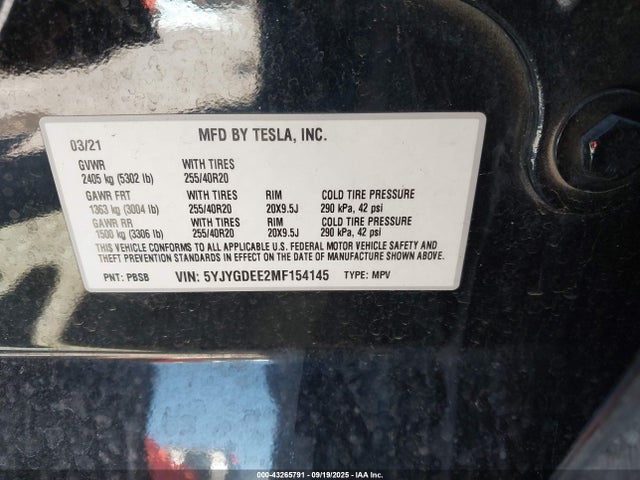 03/21 MFD BY TESLA, INC.
GVWR WITH TIRES
2405 kg (5302 lb) 255/40R20
GAWR FRT WITH TIRES RIM COLD TIRE PRESSURE
1363 kg (3004 lb) 255/40R20 20X9.5J 290 kPa, 42 psi
GAWR RR WITH TIRES RIM COLD TIRE PRESSURE
1500 kg (3306 lb) 255/40R20 20X9.5J 290 kPa, 42 psi
THIS VEHICLE CONFORMS TO ALL APPLICABLE U.S. FEDERAL MOTOR VEHICLE SAFETY AND
THEFT PREVENTION STANDARDS IN EFFECT ON THE DATE OF MANUFACTURE SHOWN ABOVE.
PNT: PBSB VIN: 5YJYGDEE2MF154145 TYPE: MPV
000-43265791 - 09/19/2025 - IAA Inc.